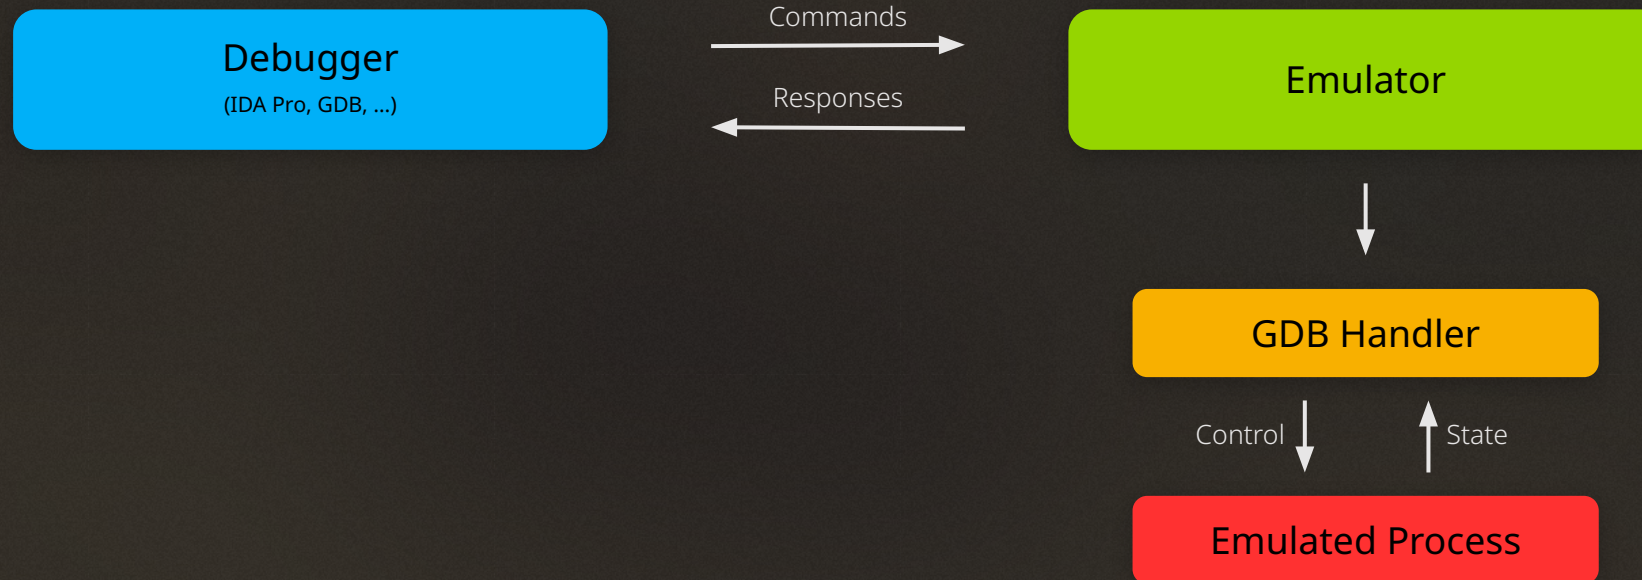 Debugger
(IDA Pro, GDB, ...)
Commands
Responses
Emulator
GDB Handler
Control
State
Emulated Process